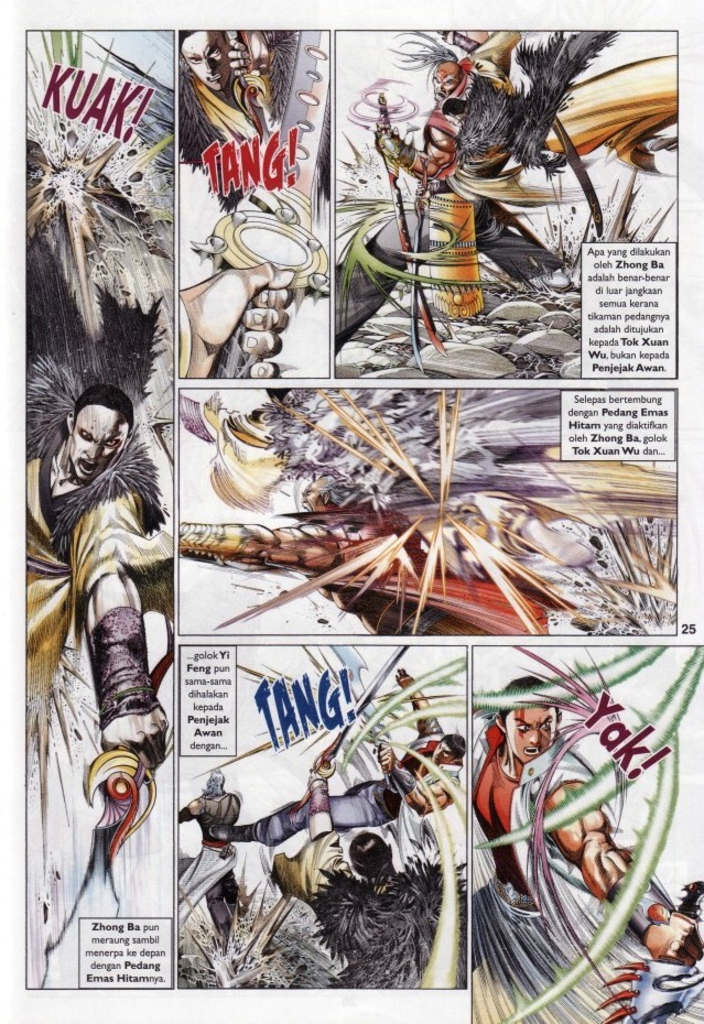 KUAK!
Zhong Ba pun
meraung sambil
menerpa ke depan
dengan Pedang
Emas Hitamnya.
TANG!
Apa yang dilakukan
oleh Zhong Ba
adalah benar-benar
di luar jangkaan
semua kerana
tikaman pedangnya
adalah ditujukan
kepada Tok Xuan
Wu, bukan kepada
Penjejak Awan.
Selepas bertembung
dengan Pedang Emas
Hitam yang diaktifkan
oleh Zhong Ba, golok
Tok Xuan Wu dan...
25
...golok Yi
Feng pun
sama-sama
dihalakan
kepada
Penjejak
Awan
dengan...
TANG!
Yak!